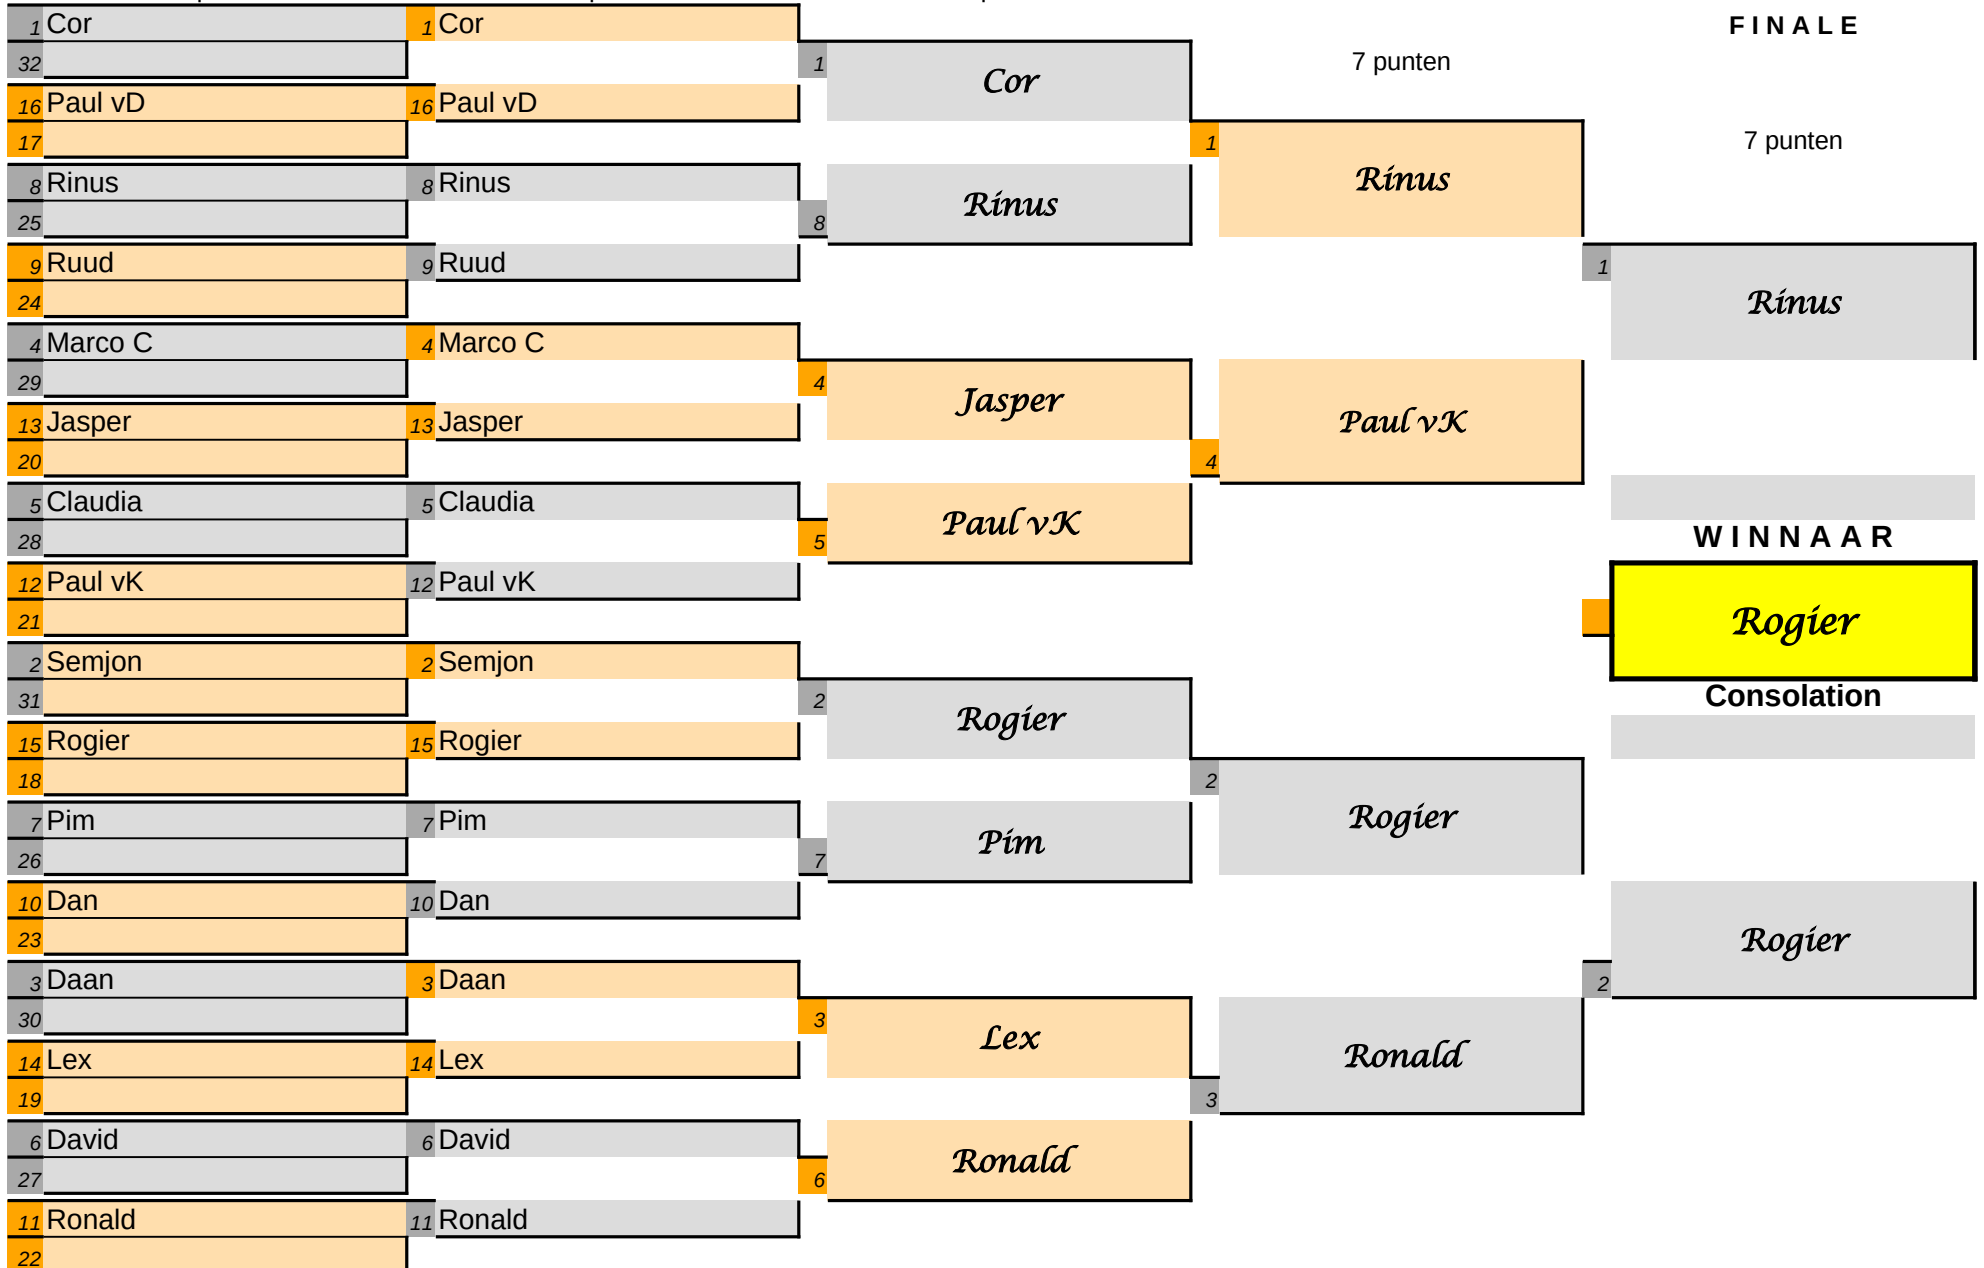 1 Cor 1 Cor FINALE
32 1 Cor 7 punten
16 Paul vD 16 Paul vD
17 1 7 punten
8 Rinus 8 Rinus Rinus Rinus
25 8
9 Ruud 9 Ruud 1
24 Rinus
4 Marco C 4 Marco C
29 4 Jasper Paul vK
13 Jasper 13 Jasper
20 4
5 Claudia 5 Claudia Paul vK
28 5 WINNAAR
12 Paul vK 12 Paul vK
21 Rogier
2 Semjon 2 Semjon
31 2 Rogier Consolation
15 Rogier 15 Rogier
18 2
7 Pim 7 Pim Pim Rogier
26 7
10 Dan 10 Dan
23 Rogier
3 Daan 3 Daan 2
30 3 Lex Ronald
14 Lex 14 Lex
19 3
6 David 6 David Ronald
27 6
11 Ronald 11 Ronald
22